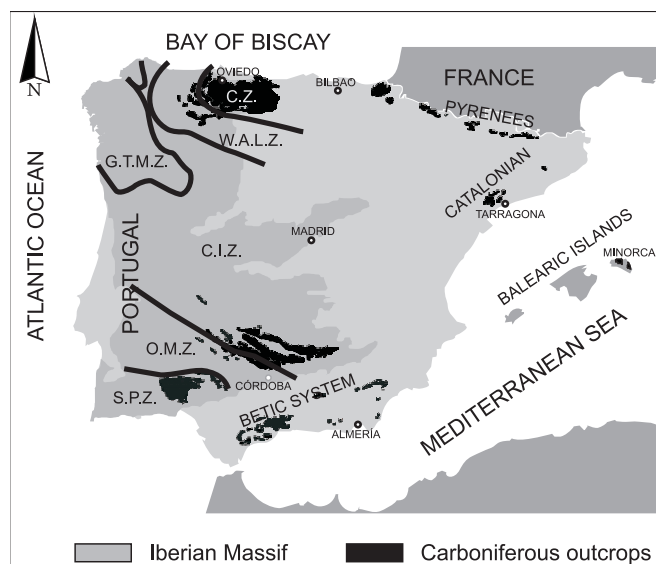 BAY OF BISCAY
N
OVIEDO
BILBAO
FRANCE
C.Z.
PYRENEES
W.A.L.Z.
G.T.M.Z.
CATALONIAN
TARRAGONA
ATLANTIC OCEAN
PORTUGAL
MADRID
C.I.Z.
BALEARIC ISLANDS
MINORCA
MEDITERRANEAN SEA
O.M.Z.
CÓRDOBA
S.P.Z.
BETIC SYSTEM
ALMERÍA
Iberian Massif
Carboniferous outcrops